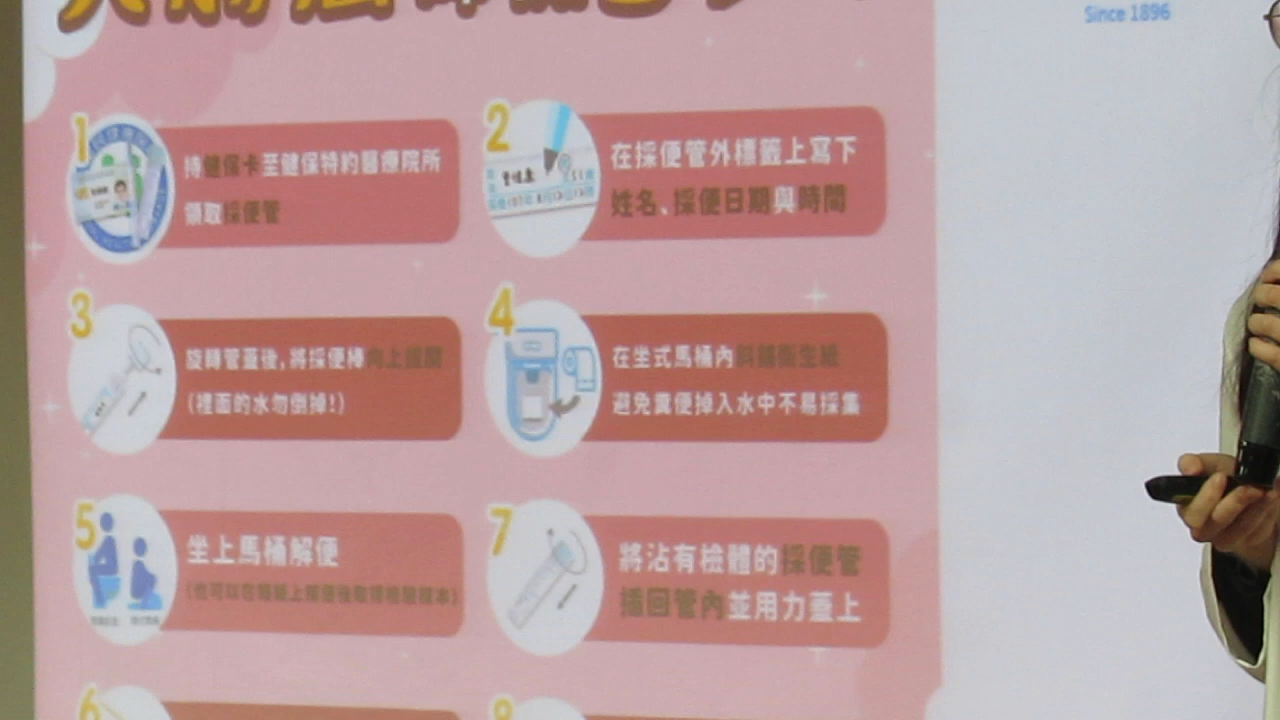 Since 1896
1
持健保卡至健保特約醫療院所
領取採便管
2
在採便管外標籤上寫下
姓名、採便日期與時間
3
旋轉管蓋後,將採便棒向上提開
(裡面的水勿倒掉!)
4
在坐式馬桶內斜鋪衛生紙
避免糞便掉入水中不易採集
5
坐上馬桶解便
7
將沾有檢體的採便管
插回管內並用力蓋上
6
8